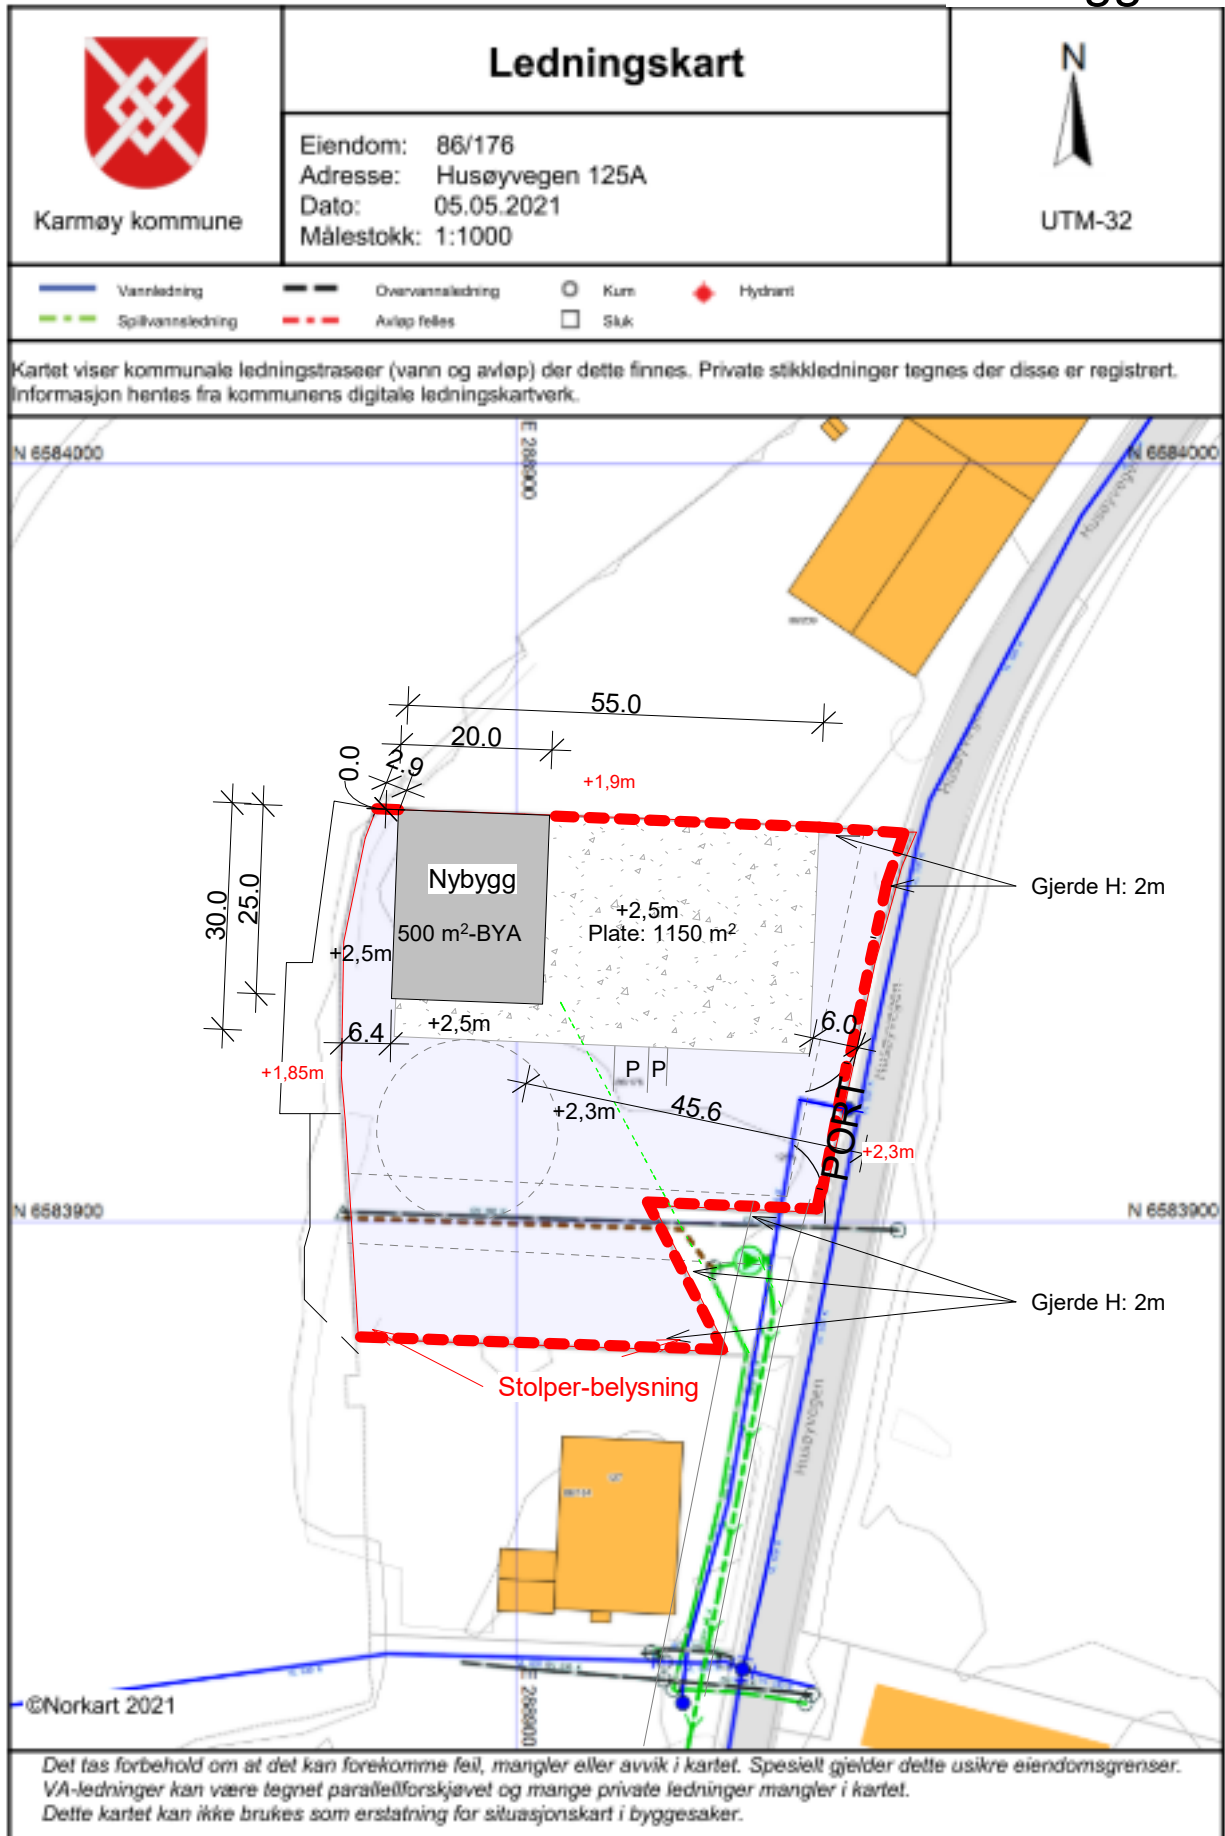 Ledningskart
N
Eiendom: 86/176
Adresse: Husøyvegen 125A
Dato: 05.05.2021
Målestokk: 1:1000
Karmøy kommune
UTM-32
Vannledning
Overvannsledning
Kum
Hydrant
Spillvannsledning
Avløp felles
Sluk
Kartet viser kommunale ledningstraseer (vann og avløp) der dette finnes. Private stikkledninger tegnes der disse er registrert.
Informasjon hentes fra kommunens digitale ledningskartverk.
N 6584000
E 288900
N 6584000
Husøyvegen
55.0
20.0
0.0
2.9
+1,9m
Husøyvegen
Nybygg
Gjerde H: 2m
30.0
25.0
+2,5m
500 m²-BYA
Plate: 1150 m²
+2,5m
Husøyvegen
6.4
+2,5m
6.0
+1,85m
P P
+2,3m
45.6
PORT
+2,3m
N 6583900
N 6583900
Gjerde H: 2m
Stolper-belysning
Husøyvegen
E 288900
©Norkart 2021
Det tas forbehold om at det kan forekomme feil, mangler eller avvik i kartet. Spesielt gjelder dette usikre eiendomsgrenser.
VA-ledninger kan være tegnet parallellforskjøvet og mange private ledninger mangler i kartet.
Dette kartet kan ikke brukes som erstatning for situasjonskart i byggesaker.